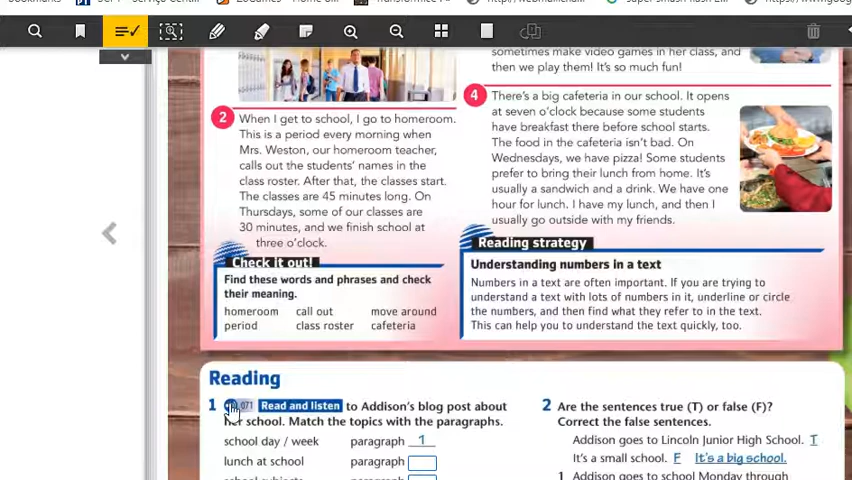 sometimes make video games in her class, and
then we play them! It's so much fun!
2
When I get to school, I go to homeroom.
This is a period every morning when
Mrs. Weston, our homeroom teacher,
calls out the students' names in the
class roster. After that, the classes start.
The classes are 45 minutes long. On
Thursdays, some of our classes are
30 minutes, and we finish school at
three o'clock.
4
There's a big cafeteria in our school. It opens
at seven o'clock because some students
have breakfast there before school starts.
The food in the cafeteria isn't bad. On
Wednesdays, we have pizza! Some students
prefer to bring their lunch from home. It's
usually a sandwich and a drink. We have one
hour for lunch. I have my lunch, and then I
usually go outside with my friends.
Check it out!
Find these words and phrases and check
their meaning.
homeroom call out move around
period class roster cafeteria
Reading strategy
Understanding numbers in a text
Numbers in a text are often important. If you are trying to
understand a text with lots of numbers in it, underline or circle
the numbers, and then find what they refer to in the text.
This can help you to understand the text quickly, too.
Reading
1 071 Read and listen to Addison's blog post about
her school. Match the topics with the paragraphs.
school day / week paragraph 1
lunch at school paragraph
school subjects paragraph
2 Are the sentences true (T) or false (F)?
Correct the false sentences.
Addison goes to Lincoln Junior High School. T
It's a small school. F It's a big school.
1 Addison goes to school Monday through